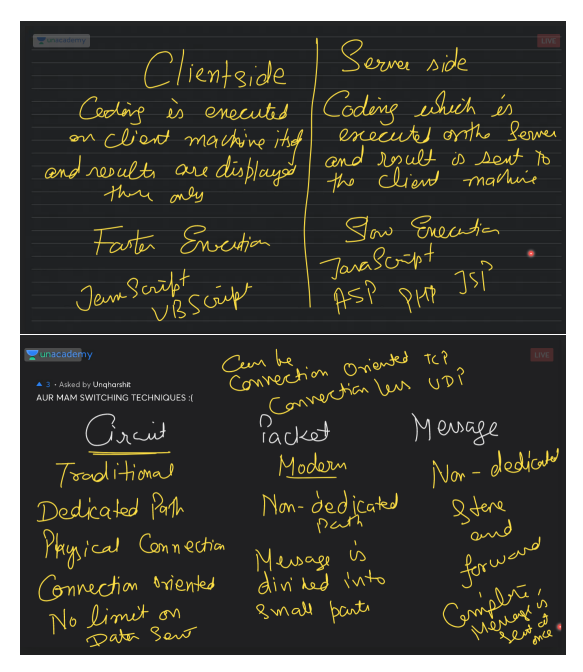 unacademy
LIVE
Clientside
Coding is executed
on client machine itself
and results are displayed
there only
Faster Execution
JavaScript
VBScript
Server side
Coding which is
executed on the Server
and result is sent to
the client machine
Slow Execution
JavaScript
ASP PHP JSP
unacademy
LIVE
3 • Asked by Unqharshit
AUR MAM SWITCHING TECHNIQUES :(
Can be
Connection Oriented TCP
Connection less UDP
Circuit
Traditional
Dedicated Path
Physical Connection
Connection oriented
No limit on
Data Sent
Packet
Modern
Non-dedicated
path
Message is
divided into
small parts
Message
Non-dedicated
Store
and
forward
Complete
Message is
sent at
once